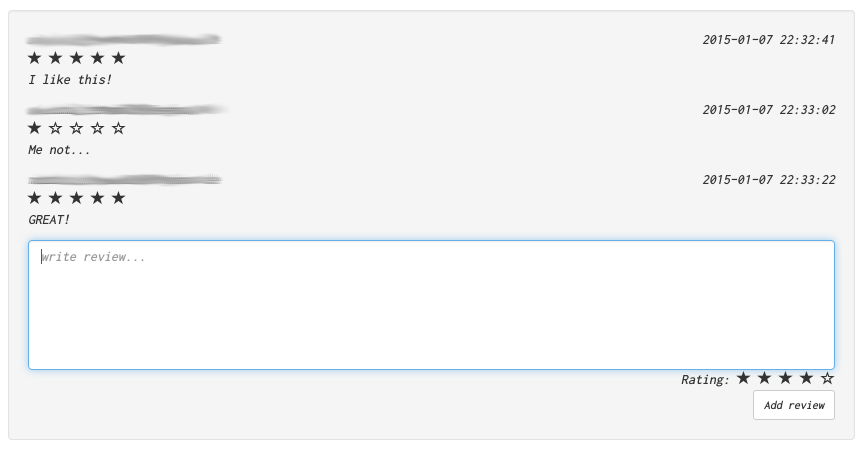 2015-01-07 22:32:41
★ ★ ★ ★ ★
I like this!
2015-01-07 22:33:02
★ ☆ ☆ ☆ ☆
Me not...
2015-01-07 22:33:22
★ ★ ★ ★ ★
GREAT!
write review...
Rating: ★ ★ ★ ★ ☆
Add review